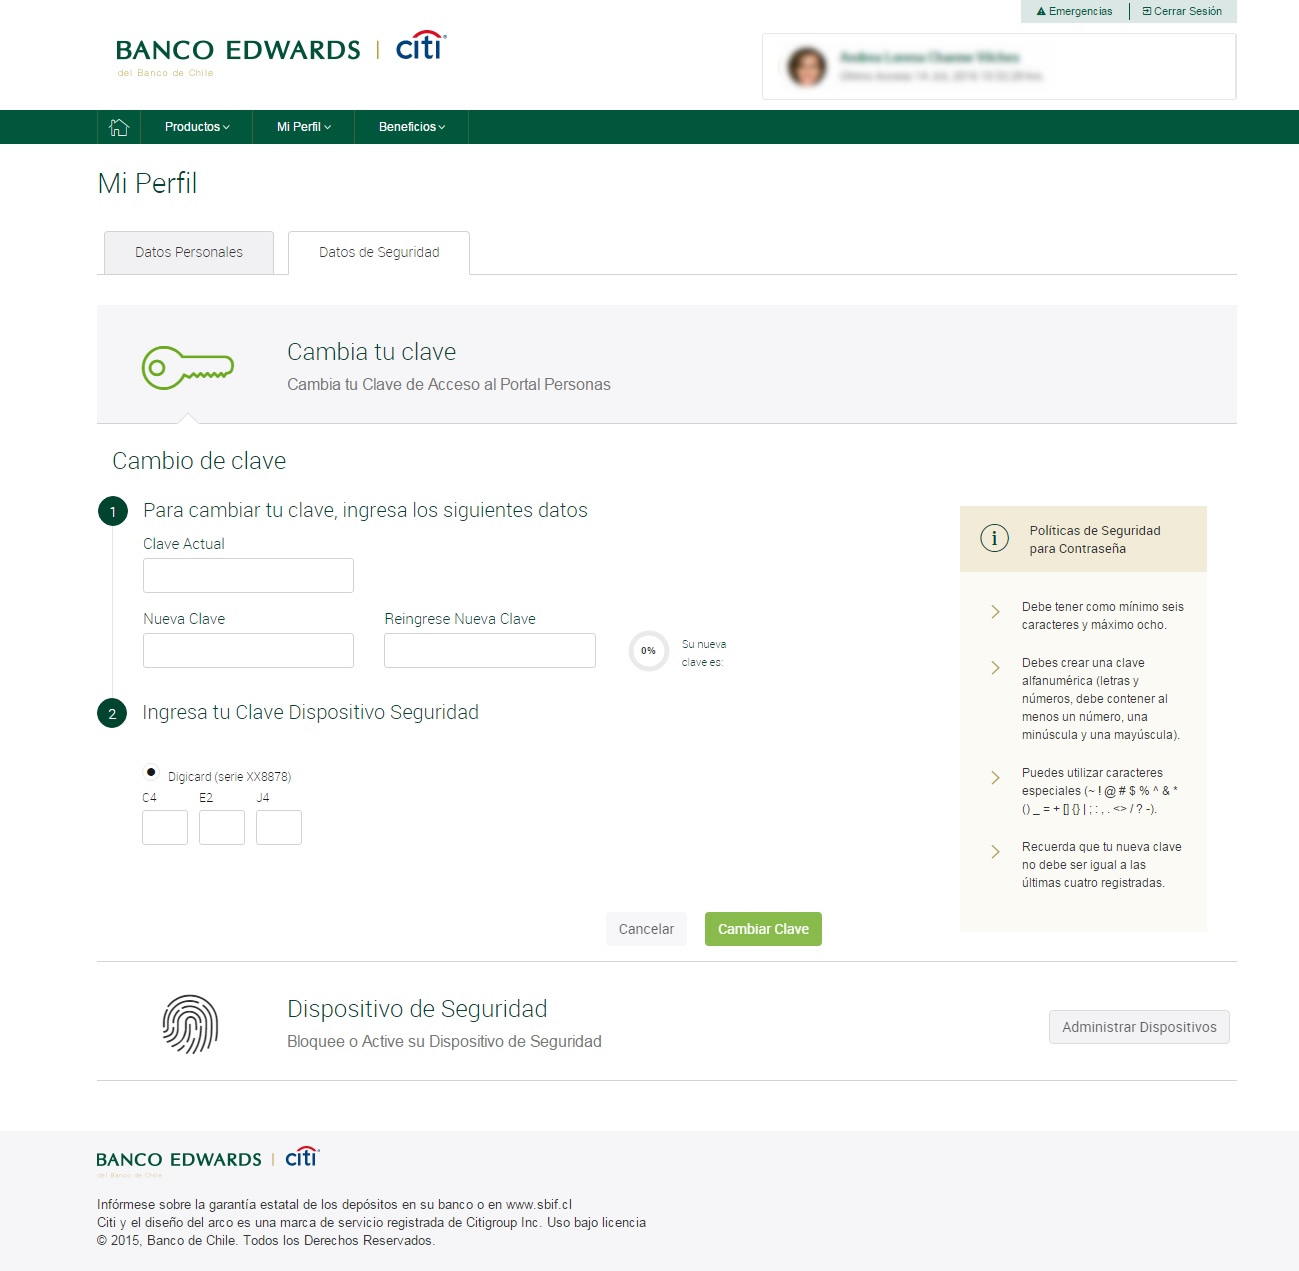 Emergencias
Cerrar Sesión
BANCO EDWARDS | citi
del Banco de Chile
Productos
Mi Perfil
Beneficios
Mi Perfil
Datos Personales
Datos de Seguridad
Cambia tu clave
Cambia tu Clave de Acceso al Portal Personas
Cambio de clave
1 Para cambiar tu clave, ingresa los siguientes datos
Clave Actual
Nueva Clave
Reingrese Nueva Clave
0%
Su nueva
clave es:
2 Ingresa tu Clave Dispositivo Seguridad
Digicard (serie XX8878)
C4 E2 J4
Cancelar
Cambiar Clave
i
Políticas de Seguridad
para Contraseña
Debe tener como mínimo seis
caracteres y máximo ocho.
Debes crear una clave
alfanumérica (letras y
números, debe contener al
menos un número, una
minúscula y una mayúscula).
Puedes utilizar caracteres
especiales (~ ! @ # $ % ^ & *
() _ = + [] {} | ; : , . <> / ? -).
Recuerda que tu nueva clave
no debe ser igual a las
últimas cuatro registradas.
Dispositivo de Seguridad
Bloquee o Active su Dispositivo de Seguridad
Administrar Dispositivos
BANCO EDWARDS | citi
del Banco de Chile
Infórmese sobre la garantía estatal de los depósitos en su banco o en www.sbif.cl
Citi y el diseño del arco es una marca de servicio registrada de Citigroup Inc. Uso bajo licencia
© 2015, Banco de Chile. Todos los Derechos Reservados.